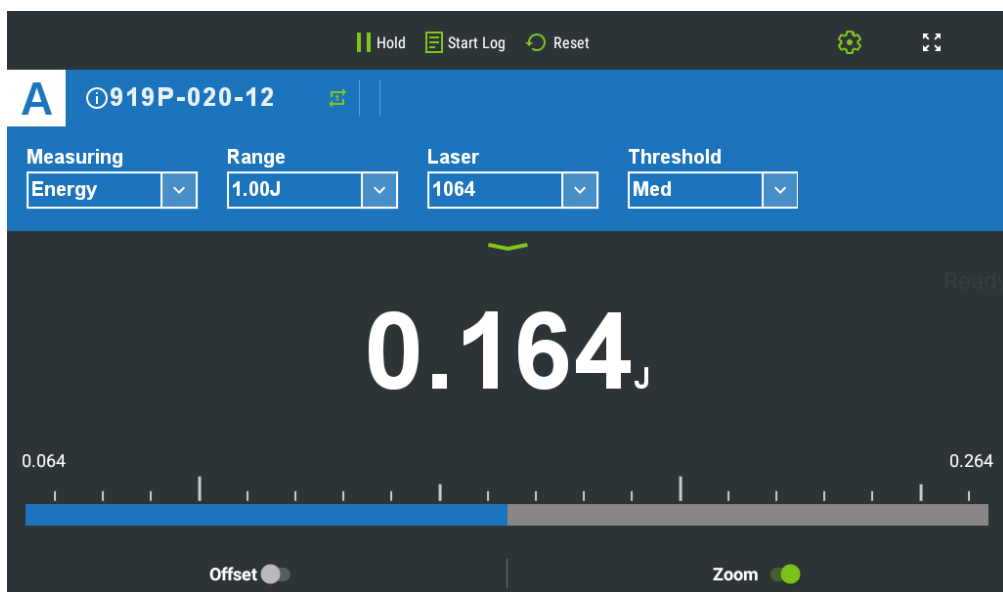 Hold Start Log Reset
A 919P-020-12
Measuring Range Laser Threshold
Energy 1.00J 1064 Med
Ready
0.164 J
0.064 0.264
Offset Zoom